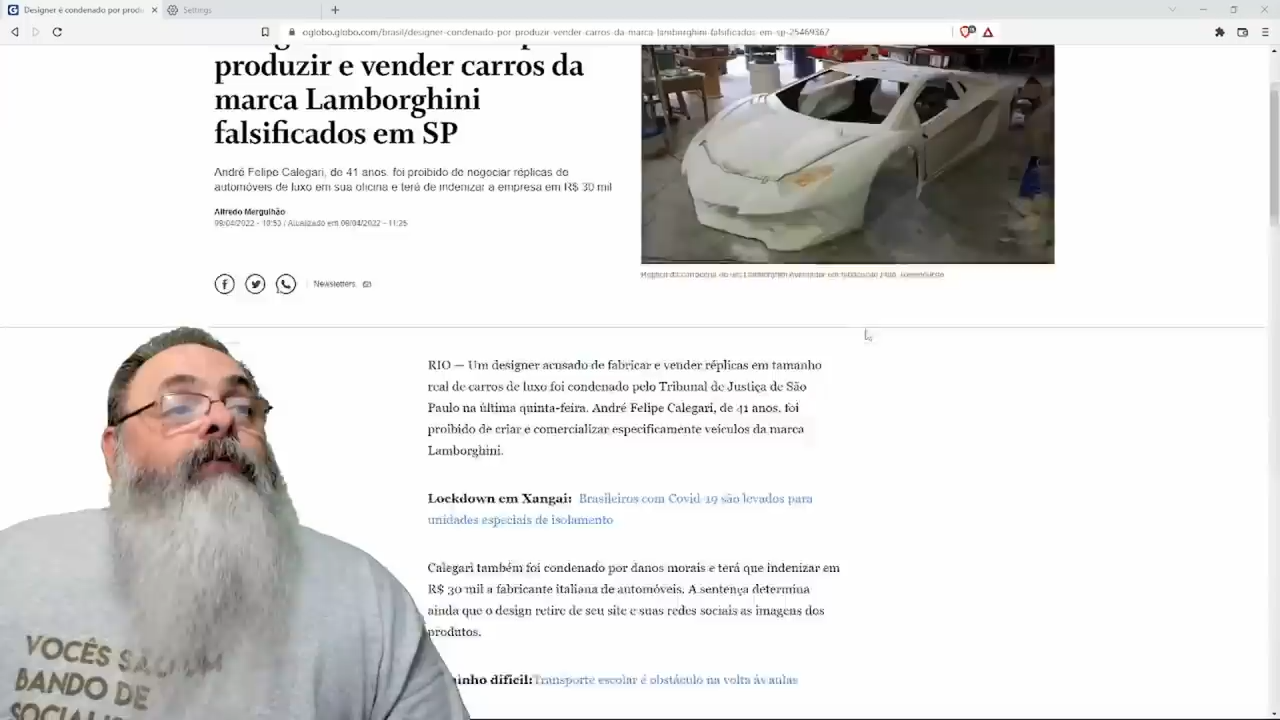 Designer é condenado por produ
Settings
oglobo.globo.com/brasil/designer-condenado-por-produzir-vender-carros-da-marca-lamborghini-falsificados-em-sp-25469367
produzir e vender carros da
marca Lamborghini
falsificados em SP
André Felipe Calegari, de 41 anos, foi proibido de negociar réplicas de
automóveis de luxo em sua oficina e terá de indenizar a empresa em R$ 30 mil
Alfredo Mergulhão
09/04/2022 - 10:50 / Atualizado em 09/04/2022 - 11:25
Newsletters
RIO — Um designer acusado de fabricar e vender réplicas em tamanho
real de carros de luxo foi condenado pelo Tribunal de Justiça de São
Paulo na última quinta-feira. André Felipe Calegari, de 41 anos, foi
proibido de criar e comercializar especificamente veículos da marca
Lamborghini.
Lockdown em Xangai: Brasileiros com Covid-19 são levados para
unidades especiais de isolamento
Calegari também foi condenado por danos morais e terá que indenizar em
R$ 30 mil a fabricante italiana de automóveis. A sentença determina
ainda que o design retire de seu site e suas redes sociais as imagens dos
produtos.
inho difícil: Transporte escolar é obstáculo na volta às aulas
VOCÊS SÃO UM
BANDO DE